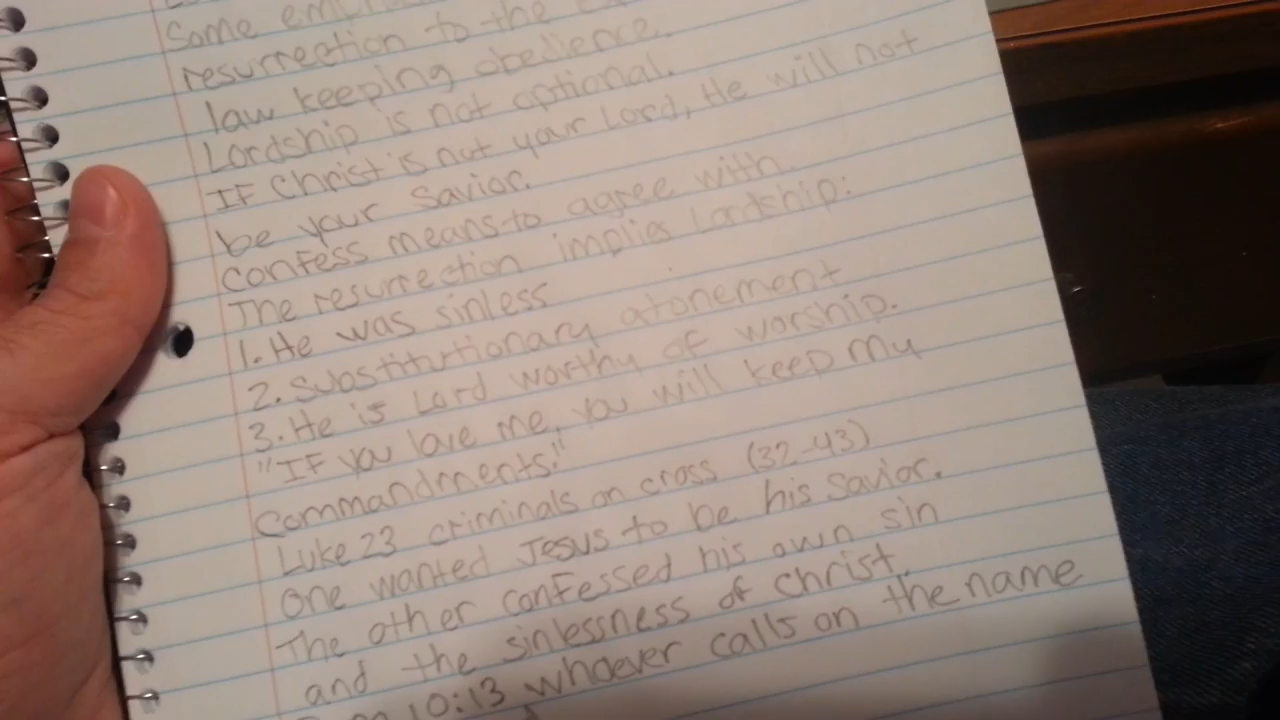 Some
resurrection to the
law keeping obedience.
Lordship is not optional.
IF Christ is not your Lord, He will not
be your Savior.
Confess means to agree with
The resurrection implies Lordship:
1. He was sinless
2. Substitutionary atonement
3. He is Lord worthy of worship.
"IF you love me, you will keep my
commandments."
Luke 23 criminals on cross (32-43)
One wanted Jesus to be his savior.
The other confessed his own sin
and the sinlessness of Christ.
10:13 whoever calls on the name